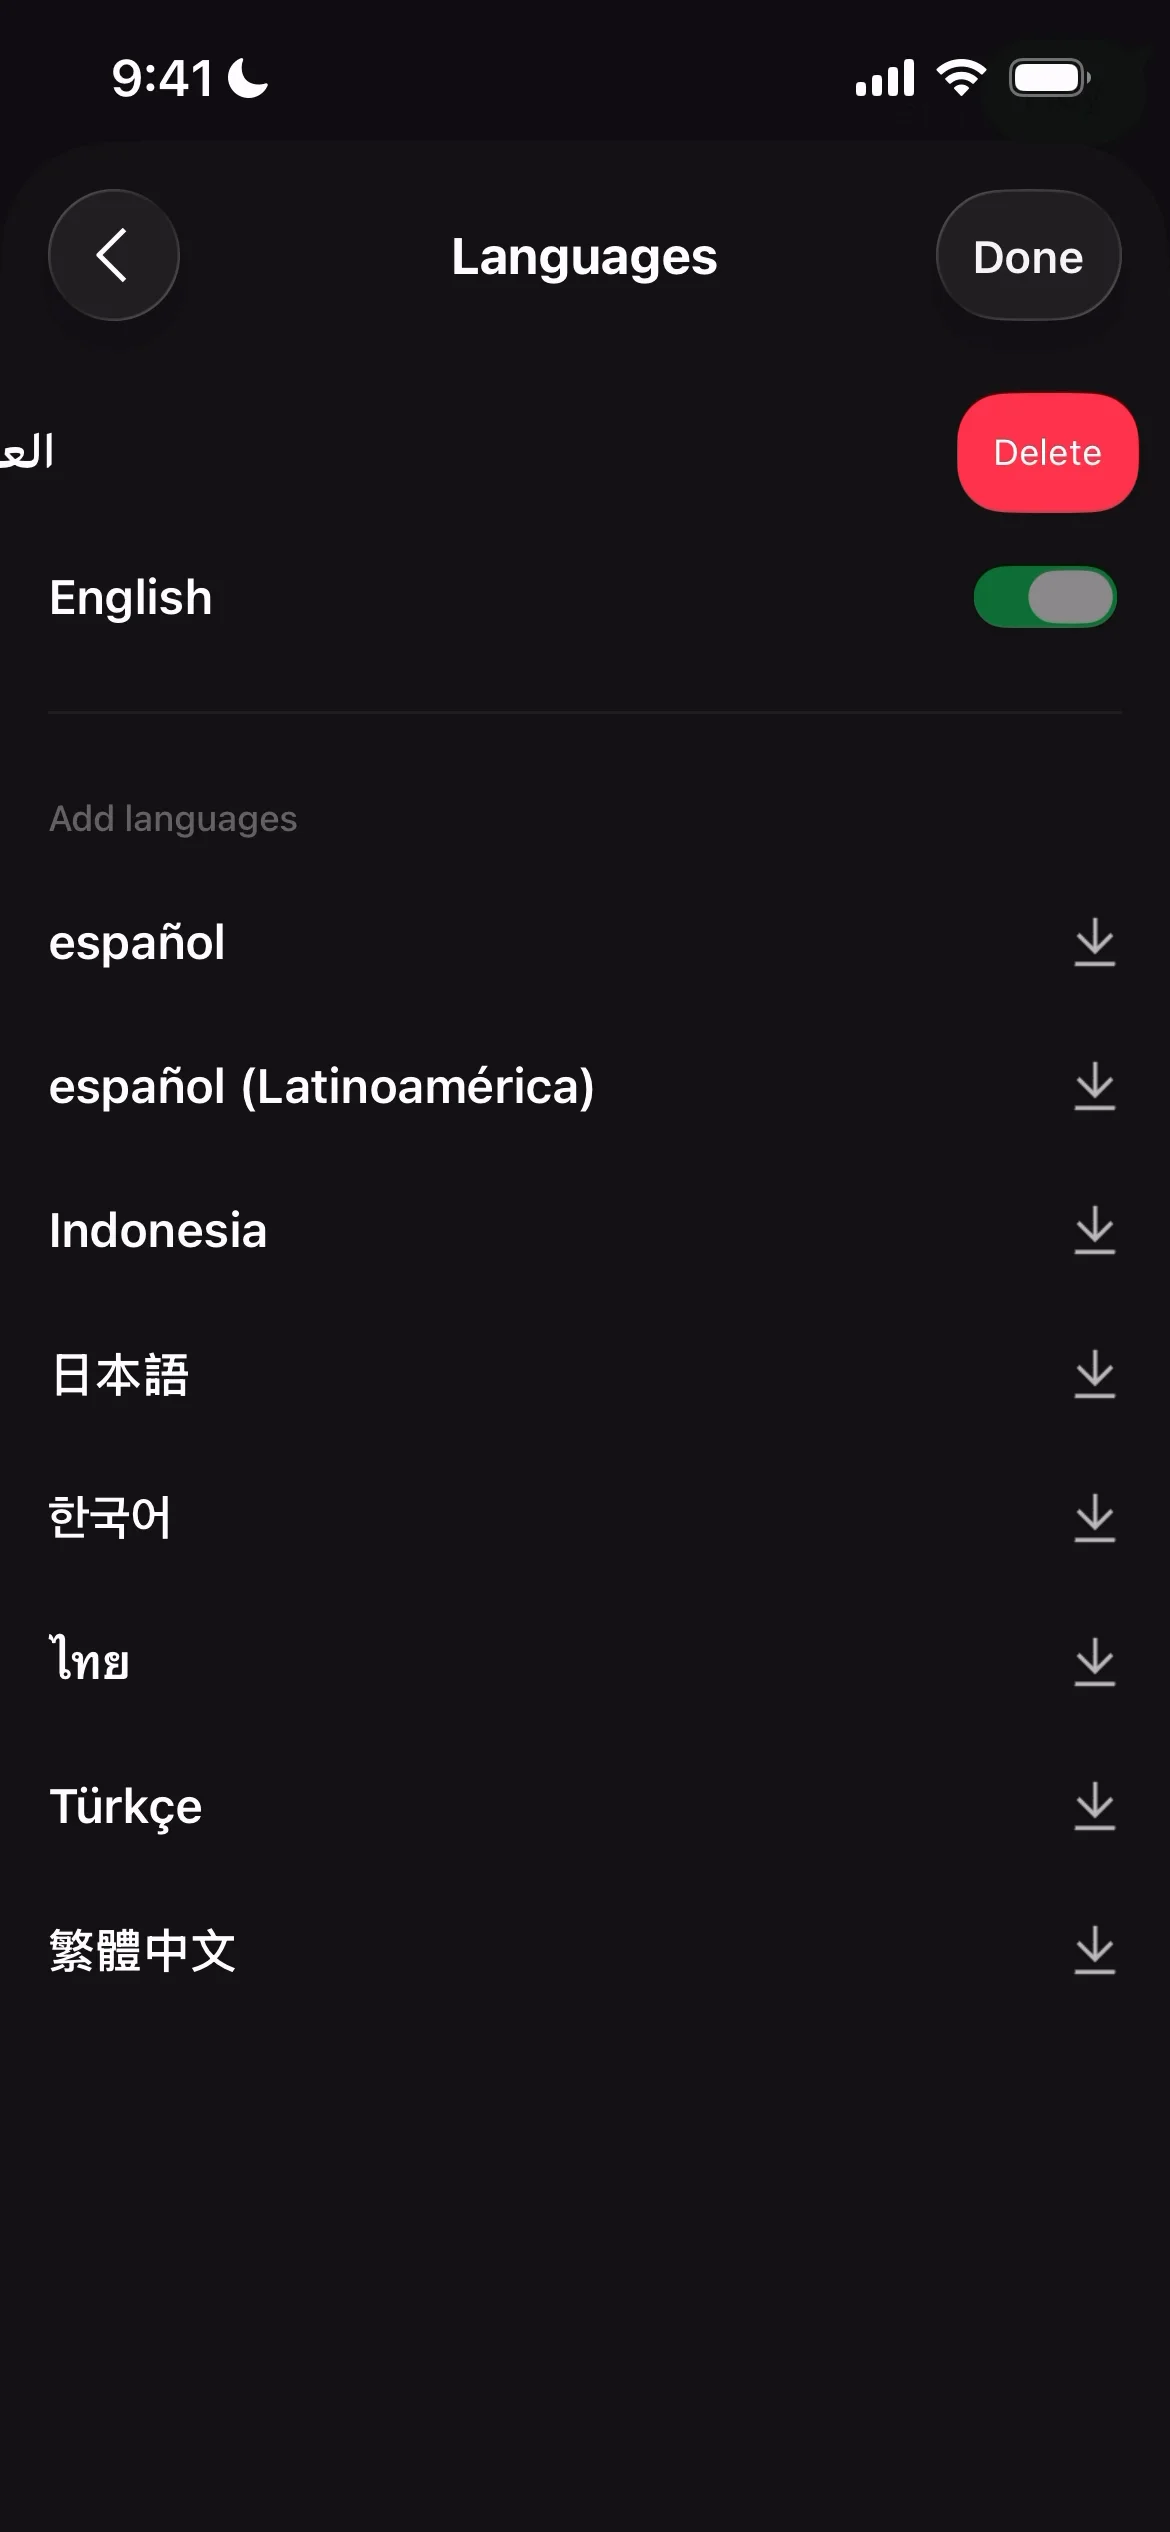 9:41
Languages
Done
الع
Delete
English
Add languages
español
español (Latinoamérica)
Indonesia
日本語
한국어
ไทย
Türkçe
繁體中文